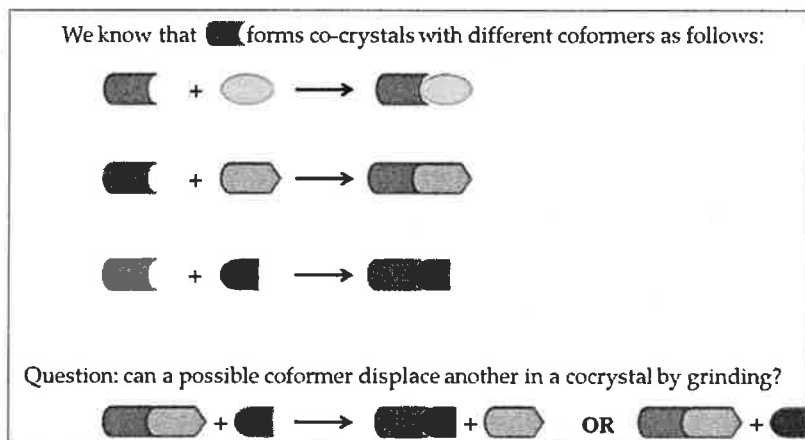 We know that forms co-crystals with different coformers as follows:
+
+
+
Question: can a possible coformer displace another in a cocrystal by grinding?
+ + OR +